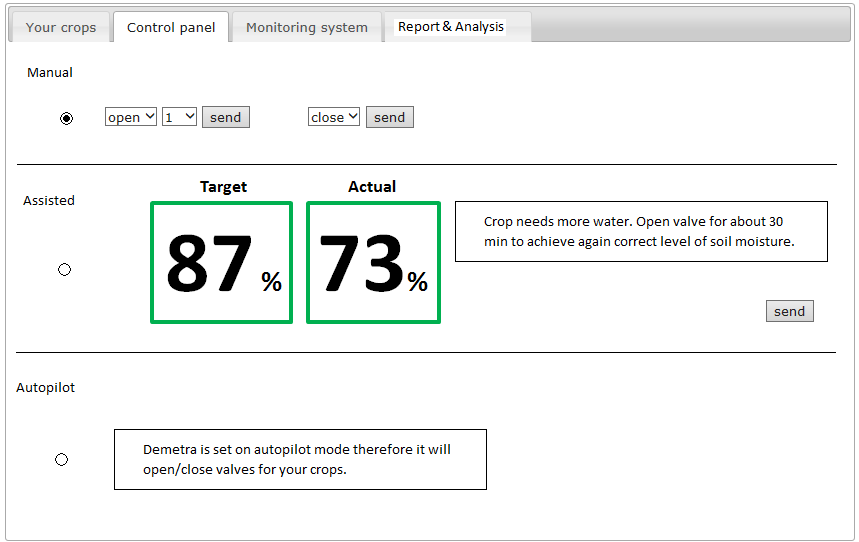 Your crops Control panel Monitoring system Report & Analysis
Manual
open 1 send close send
Target Actual
Assisted
87 % 73 %
Crop needs more water. Open valve for about 30
min to achieve again correct level of soil moisture.
send
Autopilot
Demetra is set on autopilot mode therefore it will
open/close valves for your crops.